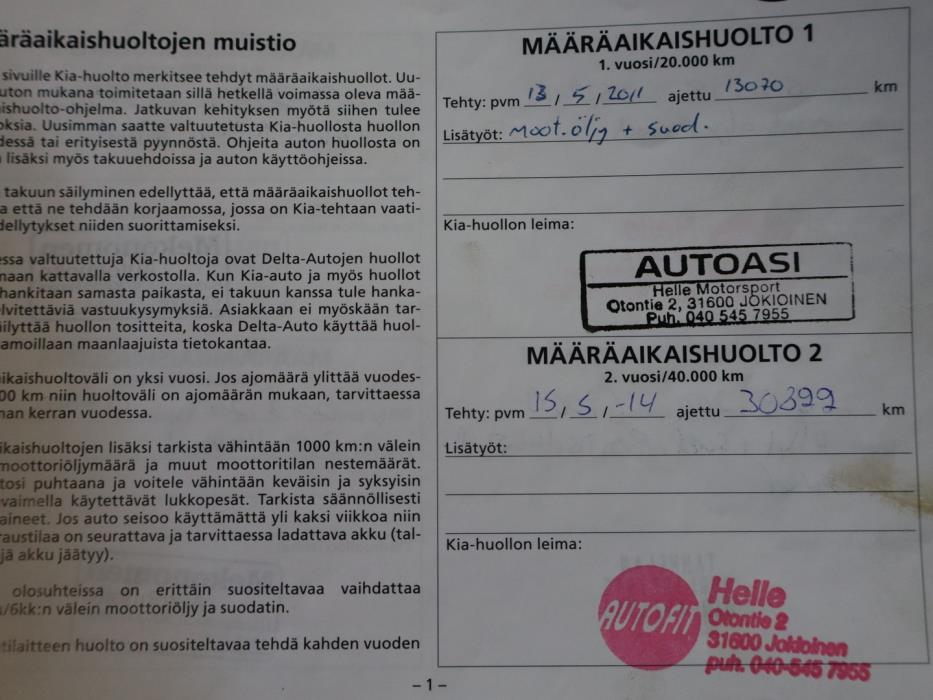 äräaikaishuoltojen muistio
sivuille Kia-huolto merkitsee tehdyt määräaikaishuollot. Uu-
uton mukana toimitetaan sillä hetkellä voimassa oleva mää-
ishuolto-ohjelma. Jatkuvan kehityksen myötä siihen tulee
oksia. Uusimman saatte valtuutetusta Kia-huollosta huollon
dessä tai erityisestä pyynnöstä. Ohjeita auton huollosta on
lisäksi myös takuuehdoissa ja auton käyttöohjeissa.
takuun säilyminen edellyttää, että määräaikaishuollot teh-
a että ne tehdään korjaamossa, jossa on Kia-tehtaan vaati-
dellytykset niiden suorittamiseksi.
essa valtuutettuja Kia-huoltoja ovat Delta-Autojen huollot
maan kattavalla verkostolla. Kun Kia-auto ja myös huollot
hankitaan samasta paikasta, ei takuun kanssa tule hanka-
elvitettäviä vastuukysymyksiä. Asiakkaan ei myöskään tar-
äilyttää huollon tositteita, koska Delta-Auto käyttää huol-
amoillaan maanlaajuista tietokantaa.
aikaishuoltoväli on yksi vuosi. Jos ajomäärä ylittää vuodes-
00 km niin huoltoväli on ajomäärän mukaan, tarvittaessa
man kerran vuodessa.
aikaishuoltojen lisäksi tarkista vähintään 1000 km:n välein
moottoriöljymäärä ja muut moottoritilan nestemäärät.
tosi puhtaana ja voitele vähintään keväisin ja syksyisin
vaimella käytettävät lukkopesät. Tarkista säännöllisesti
aineet. Jos auto seisoo käyttämättä yli kaksi viikkoa niin
raustilaa on seurattava ja tarvittaessa ladattava akku (tal-
jä akku jäätyy).
olosuhteissa on erittäin suositeltavaa vaihdattaa
/6kk:n välein moottoriöljy ja suodatin.
tilaitteen huolto on suositeltavaa tehdä kahden vuoden
– 1 –
MÄÄRÄAIKAISHUOLTO 1
1. vuosi/20.000 km
Tehty: pvm 13 / 5 / 2011 ajettu 13070 km
Lisätyöt: moot.öljy + suod.
Kia-huollon leima:
AUTOASI
Helle Motorsport
Otontie 2, 31600 JOKIOINEN
Puh. 040 545 7955
MÄÄRÄAIKAISHUOLTO 2
2. vuosi/40.000 km
Tehty: pvm 15 / 5 / -14 ajettu 30899 km
Lisätyöt:
Kia-huollon leima:
AUTOFIT
Helle
Otontie 2
31600 Jokioinen
puh. 040-545 7955